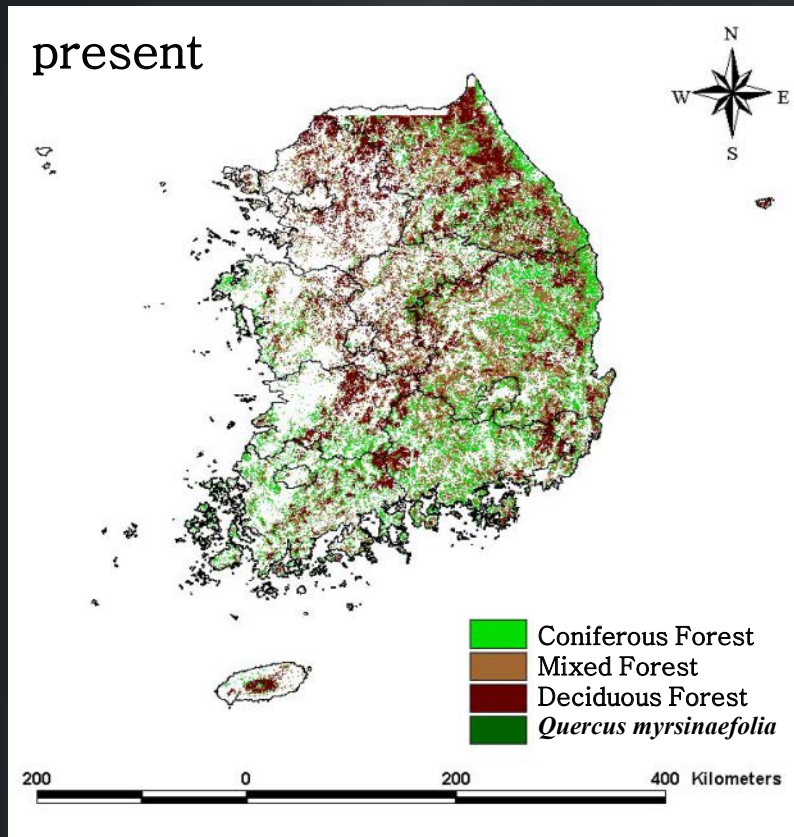 present
N
W E
S
Coniferous Forest
Mixed Forest
Deciduous Forest
Quercus myrsinaefolia
200 0 200 400 Kilometers